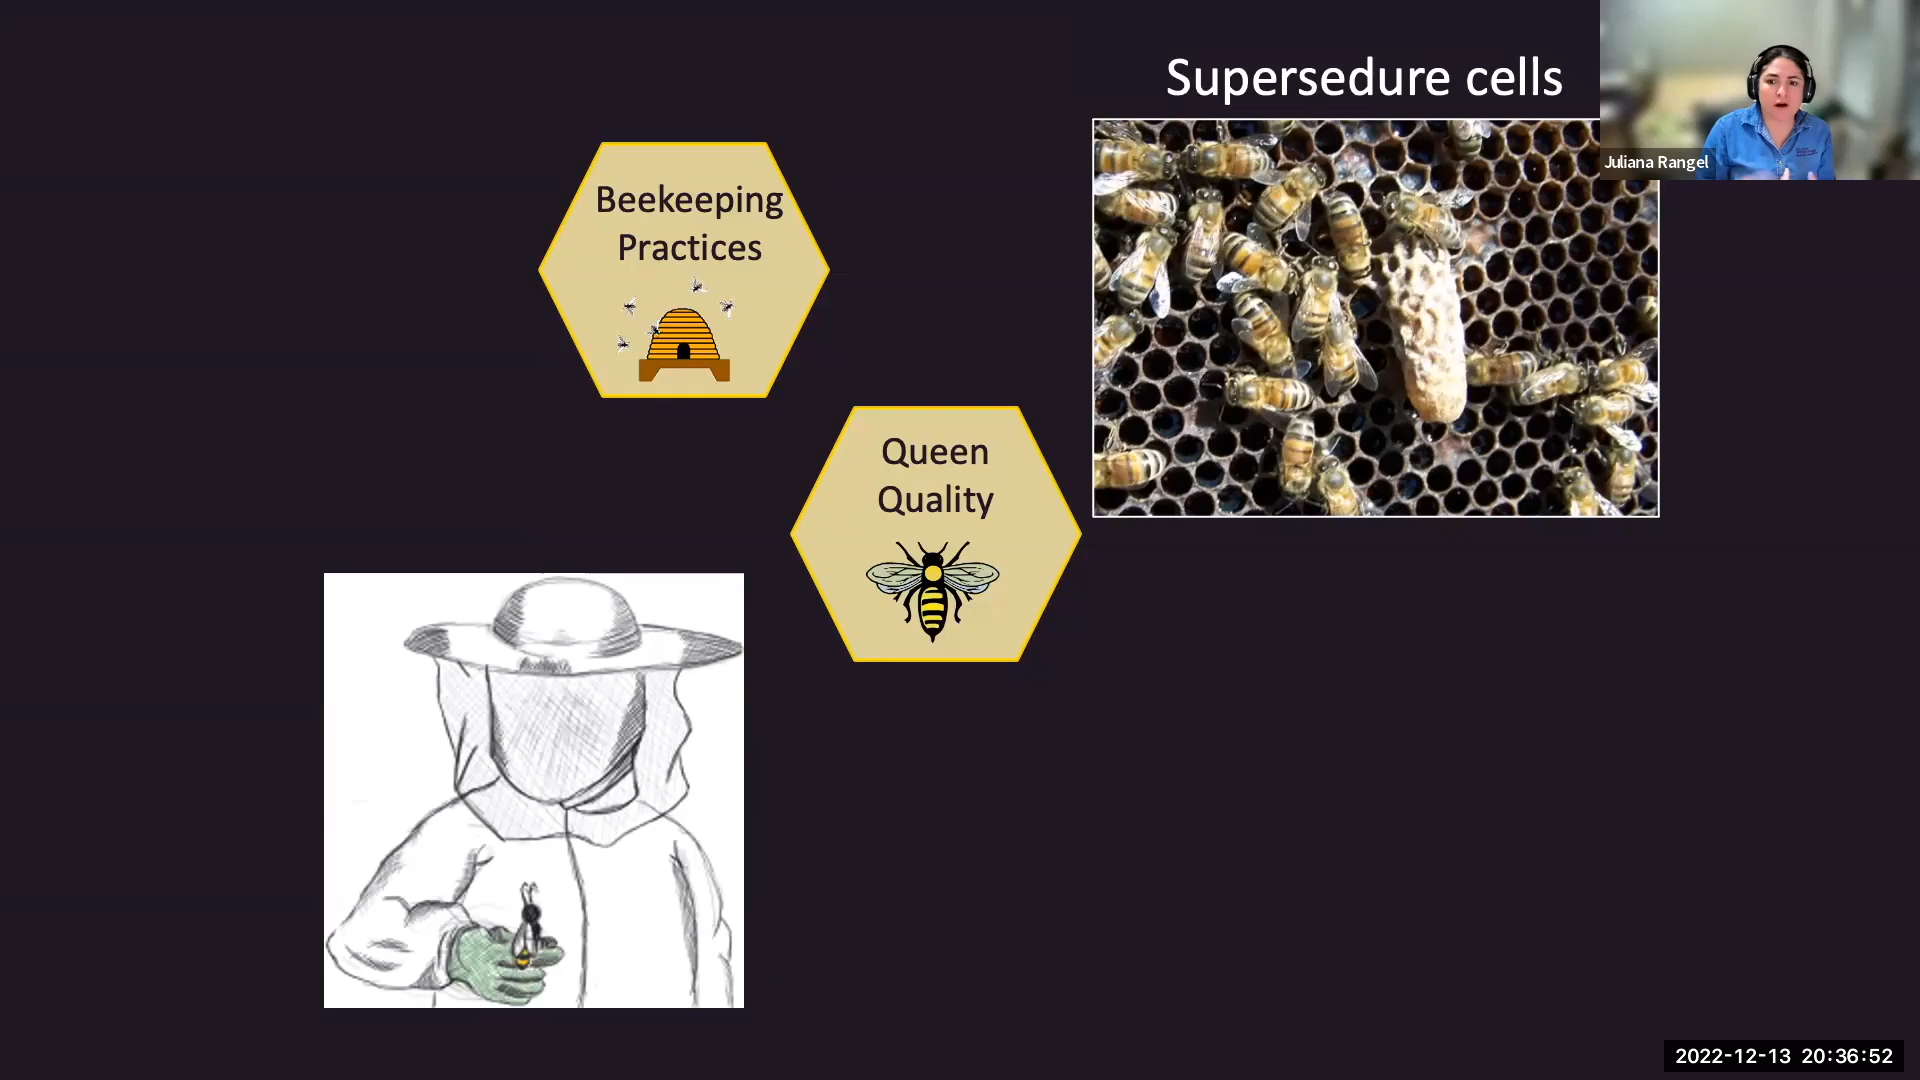 Supersedure cells
Juliana Rangel
Beekeeping
Practices
Queen
Quality
2022-12-13 20:36:52